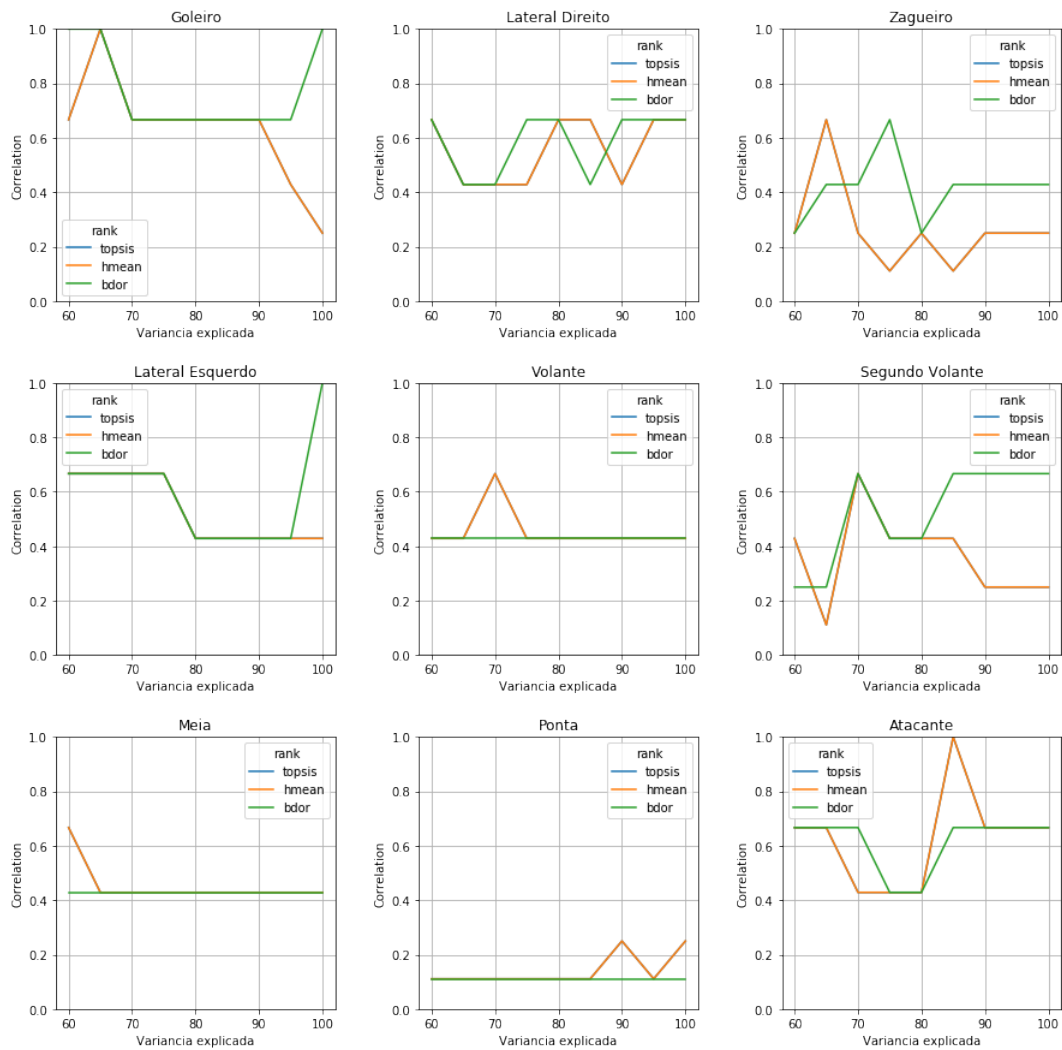 Goleiro
1.0
0.8
0.6
0.4
0.2
0.0
Correlation
rank
topsis
hmean
bdor
60 70 80 90 100
Variancia explicada
Lateral Direito
1.0
0.8
0.6
0.4
0.2
0.0
Correlation
rank
topsis
hmean
bdor
60 70 80 90 100
Variancia explicada
Zagueiro
1.0
0.8
0.6
0.4
0.2
0.0
Correlation
rank
topsis
hmean
bdor
60 70 80 90 100
Variancia explicada
Lateral Esquerdo
1.0
0.8
0.6
0.4
0.2
0.0
Correlation
rank
topsis
hmean
bdor
60 70 80 90 100
Variancia explicada
Volante
1.0
0.8
0.6
0.4
0.2
0.0
Correlation
rank
topsis
hmean
bdor
60 70 80 90 100
Variancia explicada
Segundo Volante
1.0
0.8
0.6
0.4
0.2
0.0
Correlation
rank
topsis
hmean
bdor
60 70 80 90 100
Variancia explicada
Meia
1.0
0.8
0.6
0.4
0.2
0.0
Correlation
rank
topsis
hmean
bdor
60 70 80 90 100
Variancia explicada
Ponta
1.0
0.8
0.6
0.4
0.2
0.0
Correlation
rank
topsis
hmean
bdor
60 70 80 90 100
Variancia explicada
Atacante
1.0
0.8
0.6
0.4
0.2
0.0
Correlation
rank
topsis
hmean
bdor
60 70 80 90 100
Variancia explicada